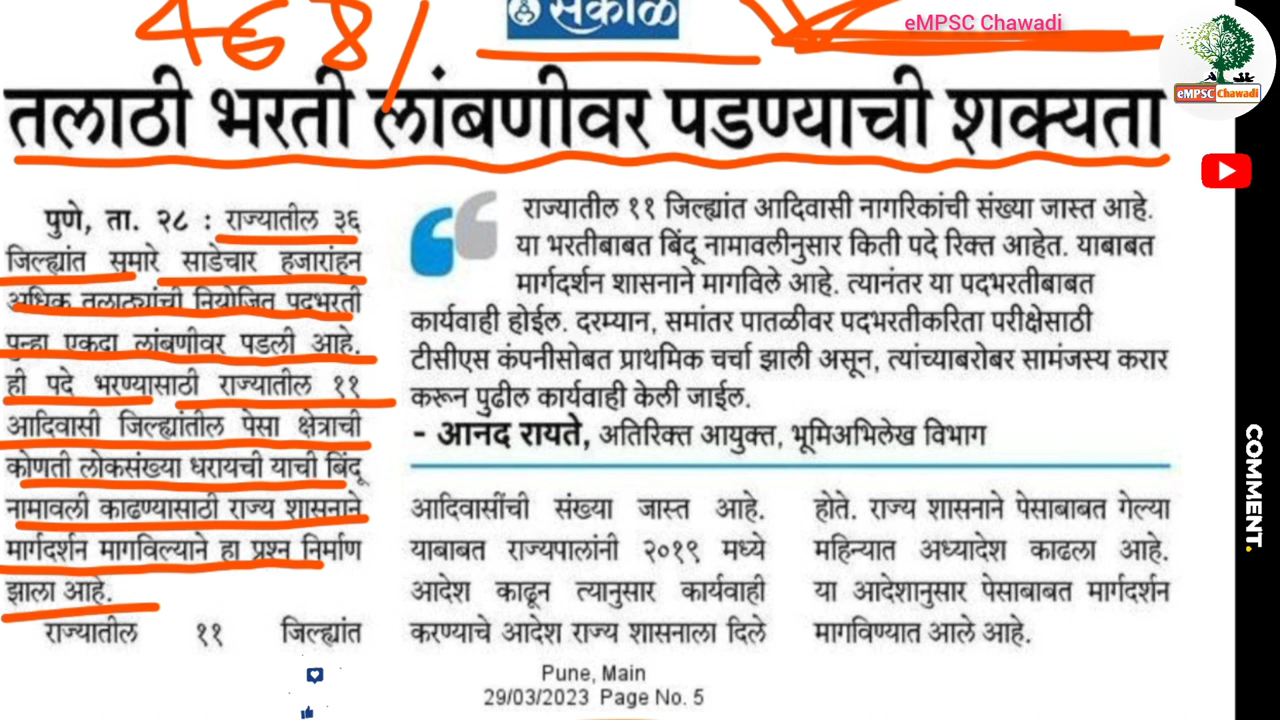 468/
सकाळ
eMPSC Chawadi
eMPSC Chawadi
तलाठी भरती लांबणीवर पडण्याची शक्यता
पुणे, ता. २८ : राज्यातील ३६
जिल्ह्यांत सुमारे साडेचार हजारांहून
अधिक तलाठ्यांची नियोजित पदभरती
पुन्हा एकदा लांबणीवर पडली आहे.
ही पदे भरण्यासाठी राज्यातील ११
आदिवासी जिल्ह्यांतील पेसा क्षेत्राची
कोणती लोकसंख्या धरायची याची बिंदू
नामावली काढण्यासाठी राज्य शासनाने
मार्गदर्शन मागविल्याने हा प्रश्न निर्माण
झाला आहे.
राज्यातील ११ जिल्ह्यांत
राज्यातील ११ जिल्ह्यांत आदिवासी नागरिकांची संख्या जास्त आहे.
या भरतीबाबत बिंदू नामावलीनुसार किती पदे रिक्त आहेत. याबाबत
मार्गदर्शन शासनाने मागविले आहे. त्यानंतर या पदभरतीबाबत
कार्यवाही होईल. दरम्यान, समांतर पातळीवर पदभरतीकरिता परीक्षेसाठी
टीसीएस कंपनीसोबत प्राथमिक चर्चा झाली असून, त्यांच्याबरोबर सामंजस्य करार
करून पुढील कार्यवाही केली जाईल.
- आनंद रायते, अतिरिक्त आयुक्त, भूमिअभिलेख विभाग
आदिवासींची संख्या जास्त आहे.
याबाबत राज्यपालांनी २०१९ मध्ये
आदेश काढून त्यानुसार कार्यवाही
करण्याचे आदेश राज्य शासनाला दिले
होते. राज्य शासनाने पेसाबाबत गेल्या
महिन्यात अध्यादेश काढला आहे.
या आदेशानुसार पेसाबाबत मार्गदर्शन
मागविण्यात आले आहे.
Pune, Main
29/03/2023 Page No. 5
COMMENT.